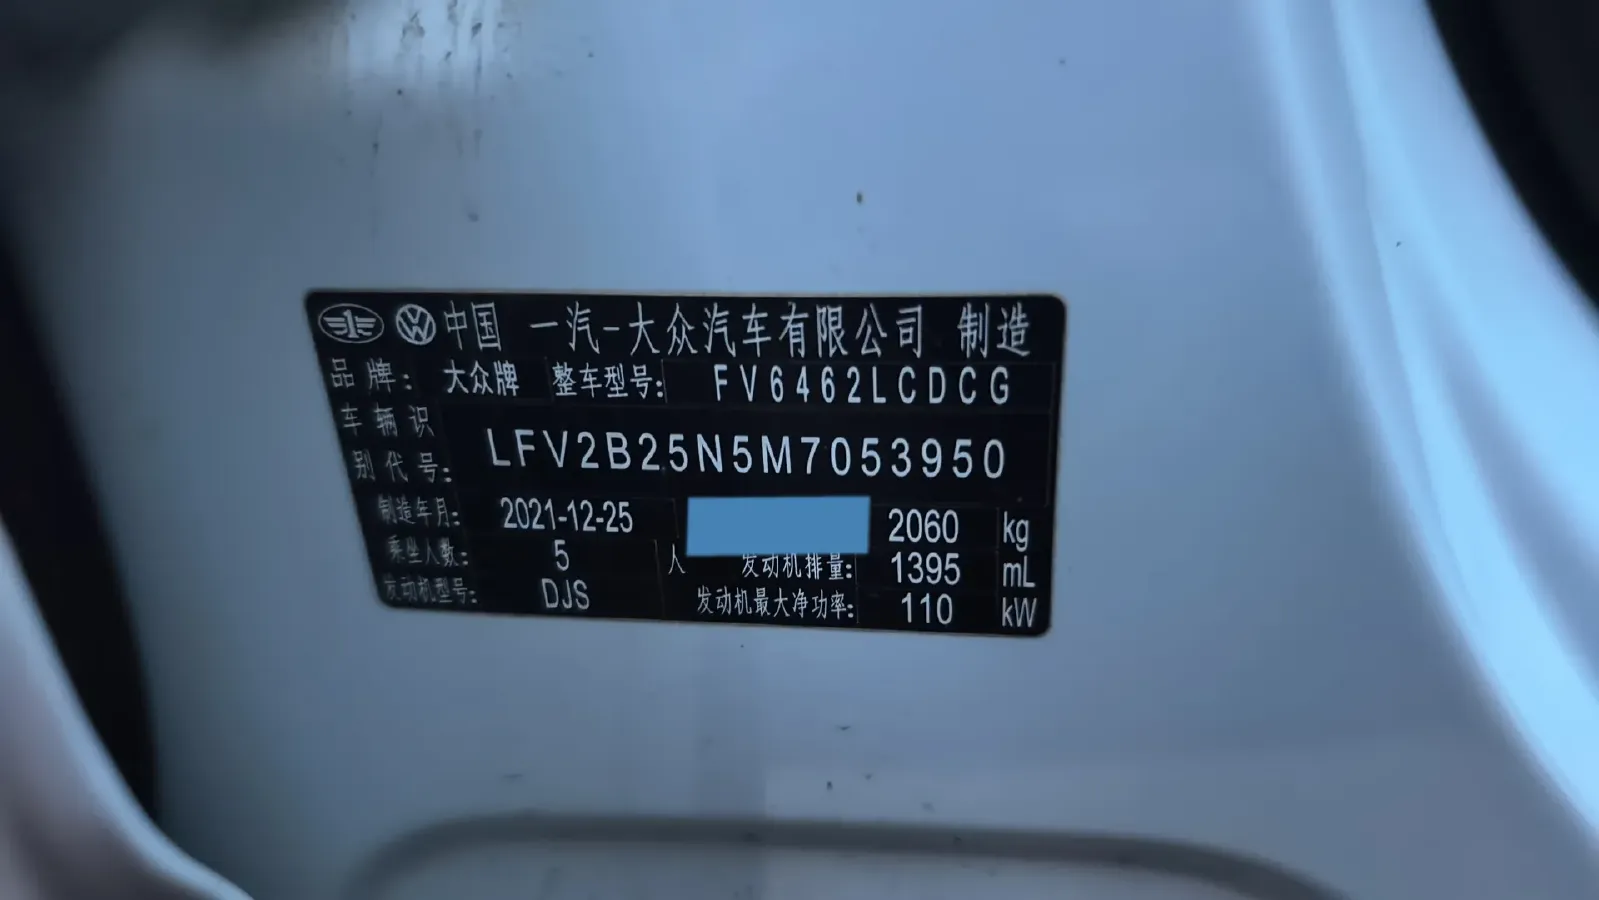 中国 一汽-大众汽车有限公司 制造
品牌: 大众牌 整车型号: FV6462LCDCG
车辆识别代号: LFV2B25N5M7053950
制造年月: 2021-12-25 2060 kg
乘坐人数: 5 人 发动机排量: 1395 mL
发动机型号: DJS 发动机最大净功率: 110 kW